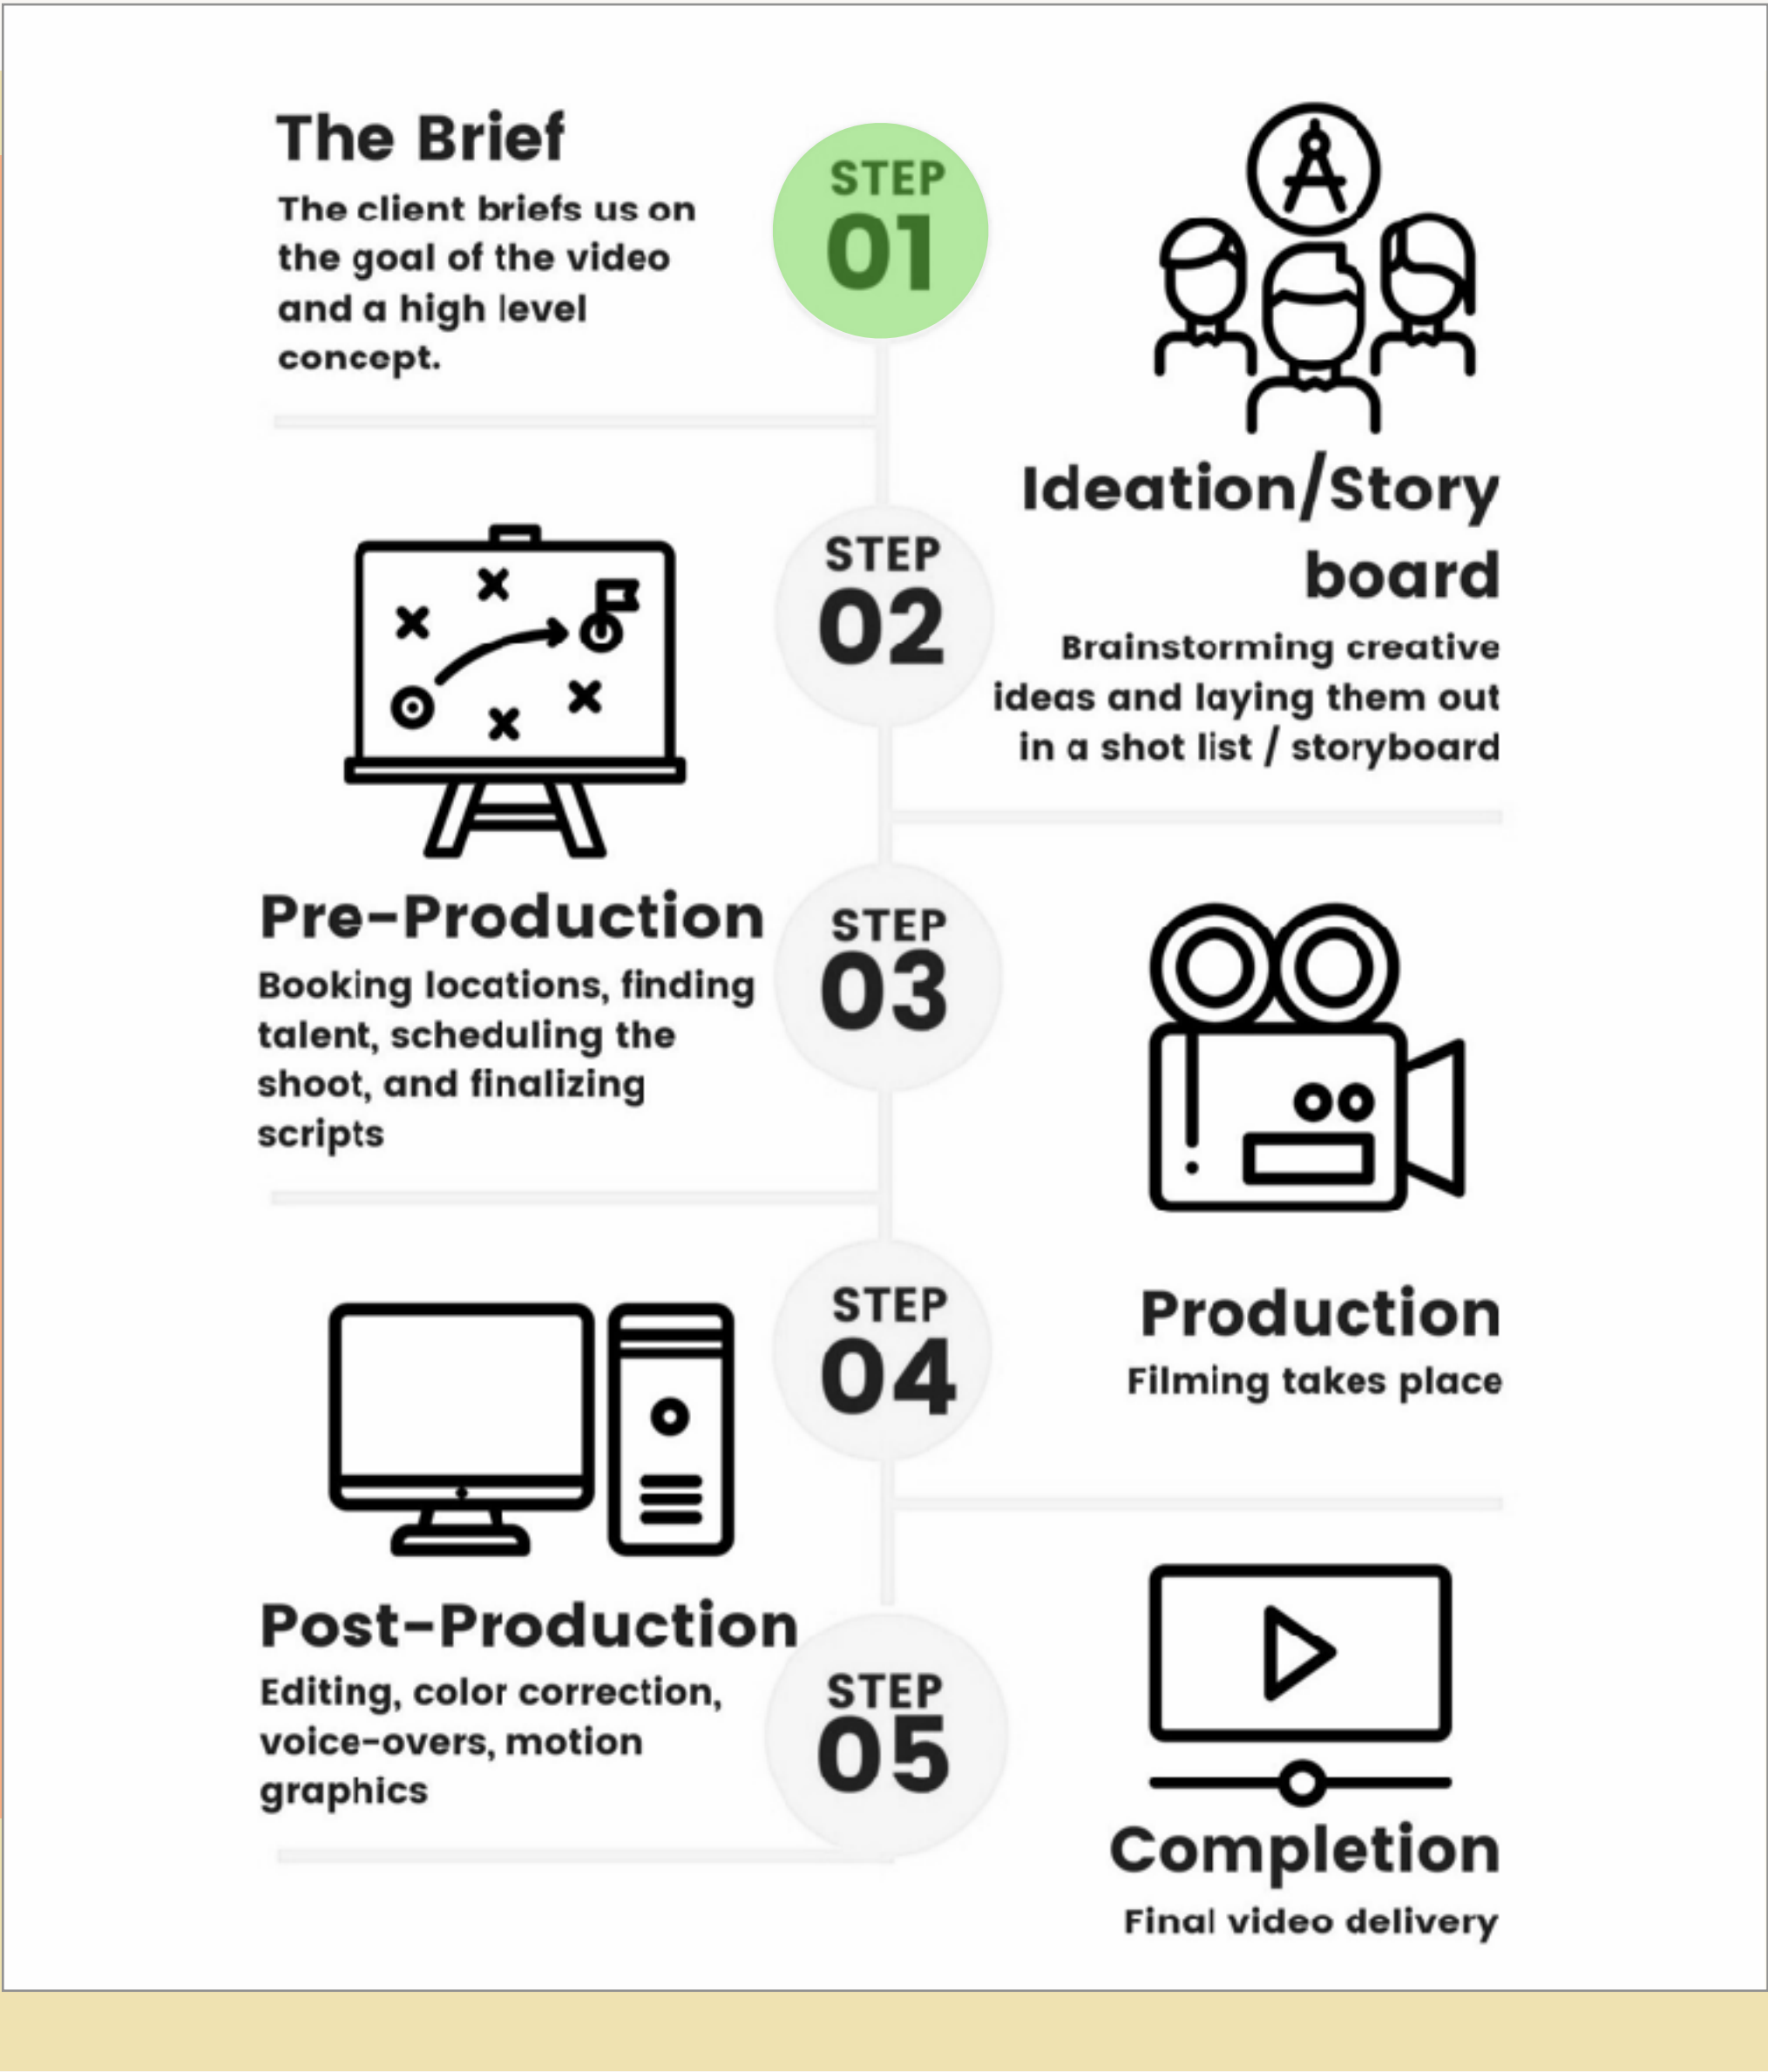 The Brief
The client briefs us on
the goal of the video
and a high level
concept.
STEP
01
Ideation/Story
board
Brainstorming creative
ideas and laying them out
in a shot list / storyboard
STEP
02
Pre-Production
Booking locations, finding
talent, scheduling the
shoot, and finalizing
scripts
STEP
03
STEP
04
Production
Filming takes place
Post-Production
Editing, color correction,
voice-overs, motion
graphics
STEP
05
Completion
Final video delivery